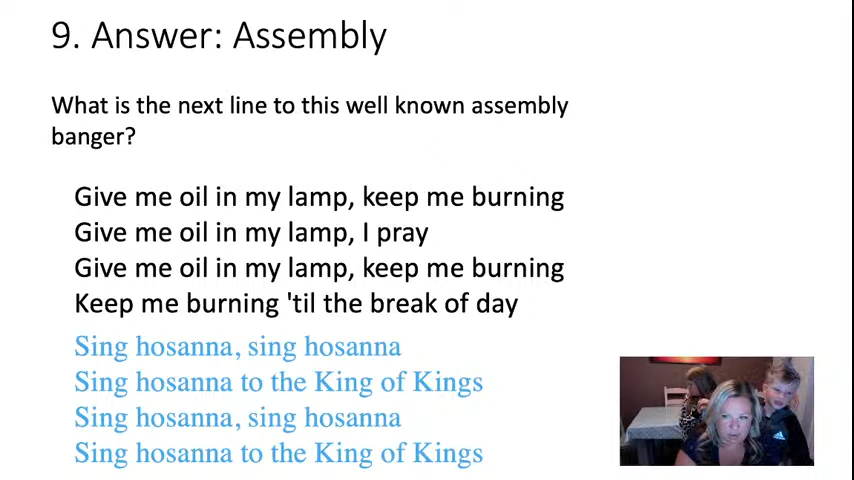 9. Answer: Assembly
What is the next line to this well known assembly
banger?
Give me oil in my lamp, keep me burning
Give me oil in my lamp, I pray
Give me oil in my lamp, keep me burning
Keep me burning 'til the break of day
Sing hosanna, sing hosanna
Sing hosanna to the King of Kings
Sing hosanna, sing hosanna
Sing hosanna to the King of Kings